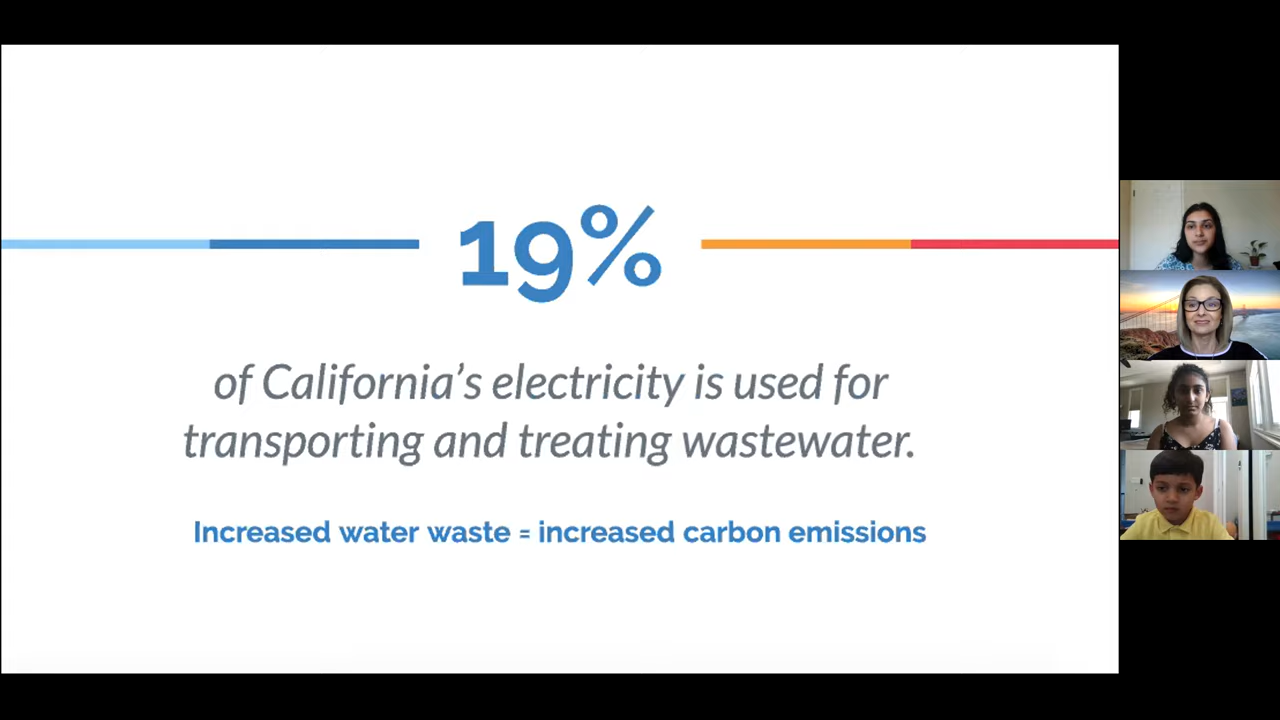 19%
of California's electricity is used for
transporting and treating wastewater.
Increased water waste = increased carbon emissions